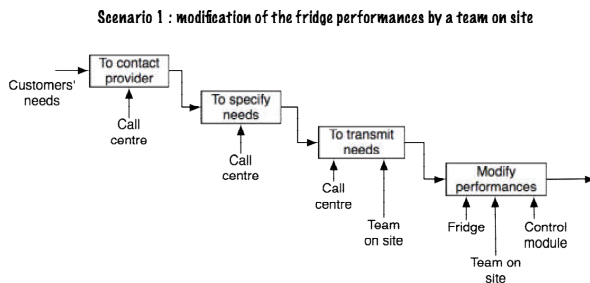 Scenario 1 : modification of the fridge performances by a team on site
To contact
provider
Customers'
needs
Call
centre
To specify
needs
Call
centre
To transmit
needs
Call
centre
Team
on site
Modify
performances
Fridge
Team on
site
Control
module